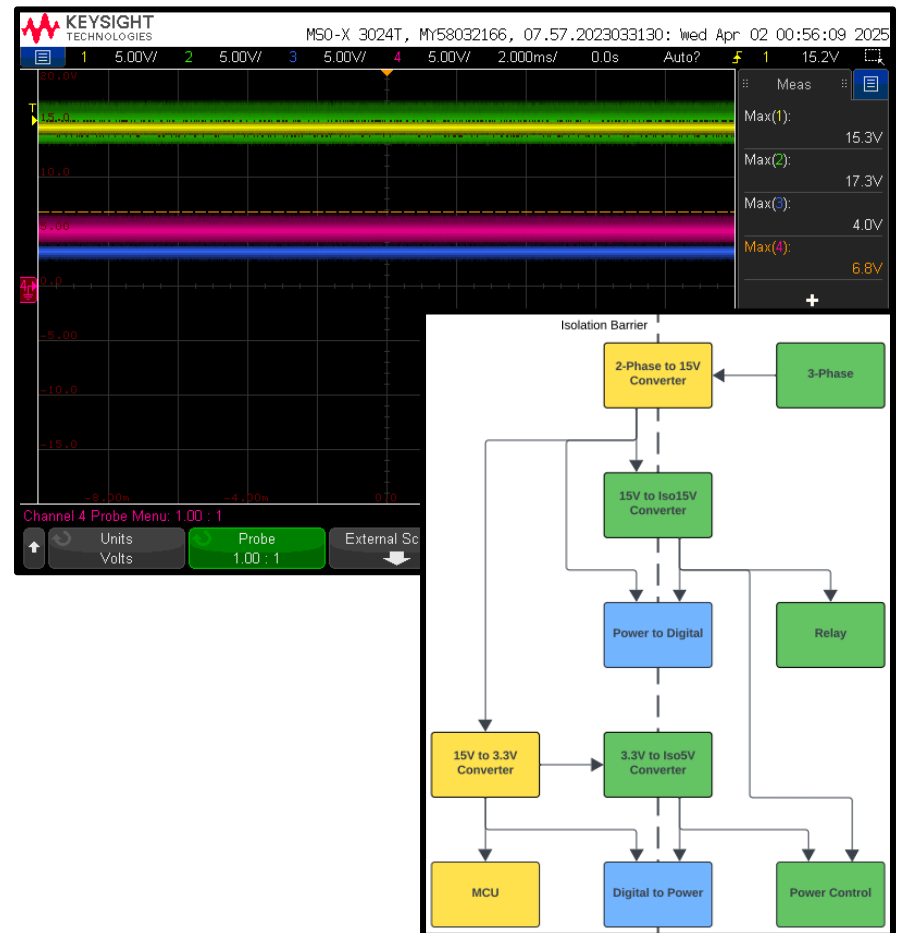 KEYSIGHT
TECHNOLOGIES
MSO-X 3024T, MY58032166, 07.57.2023033130: Wed Apr 02 00:56:09 2025
1 5.00V/ 2 5.00V/ 3 5.00V/ 4 5.00V/ 2.000ms/ 0.0s Auto? 1 15.2V
20.0V
T
15.0
10.0
5.00
4 0.0
-5.00
-10.0
-15.0
-8.00m -4.00m 0.0
Meas
Max(1):
15.3V
Max(2):
17.3V
Max(3):
4.0V
Max(4):
6.8V
+
Channel 4 Probe Menu: 1.00 : 1
Units
Volts
Probe
1.00 : 1
External Sc
Isolation Barrier
2-Phase to 15V
Converter
3-Phase
15V to Iso15V
Converter
Power to Digital
Relay
15V to 3.3V
Converter
3.3V to Iso5V
Converter
MCU
Digital to Power
Power Control